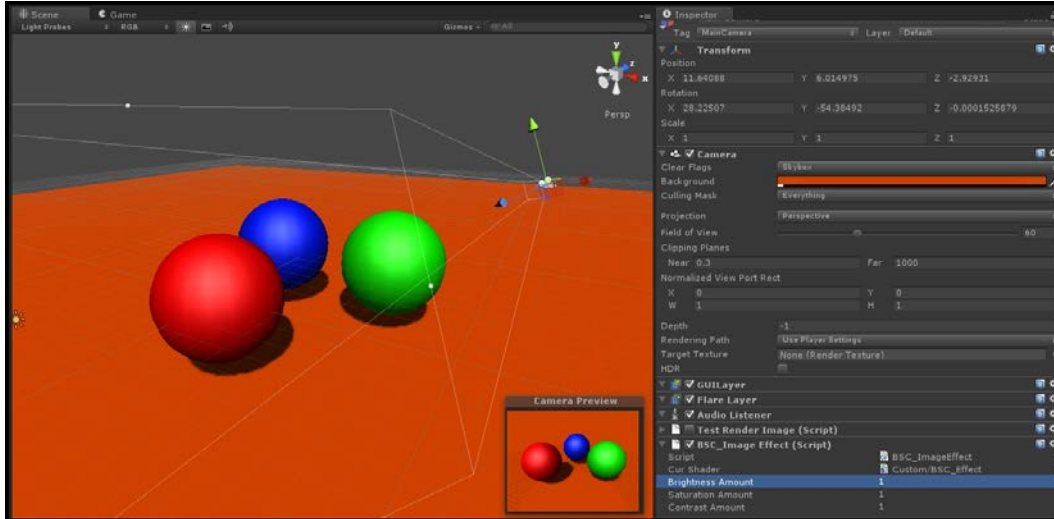 Scene
Game
Light Probes
RGB
Gizmos
All
y
z
x
Persp
Camera Preview
Inspector
Tag MainCamera Layer Default
Transform
Position
X 11.64088 Y 6.014975 Z -2.92931
Rotation
X 28.22507 Y -54.38492 Z -0.0001525879
Scale
X 1 Y 1 Z 1
Camera
Clear Flags Skybox
Background
Culling Mask Everything
Projection Perspective
Field of View 60
Clipping Planes
Near 0.3 Far 1000
Normalized View Port Rect
X 0 Y 0
W 1 H 1
Depth -1
Rendering Path Use Player Settings
Target Texture None (Render Texture)
HDR
GUILayer
Flare Layer
Audio Listener
Test Render Image (Script)
BSC_Image Effect (Script)
Script BSC_ImageEffect
Cur Shader Custom/BSC_Effect
Brightness Amount 1
Saturation Amount 1
Contrast Amount 1